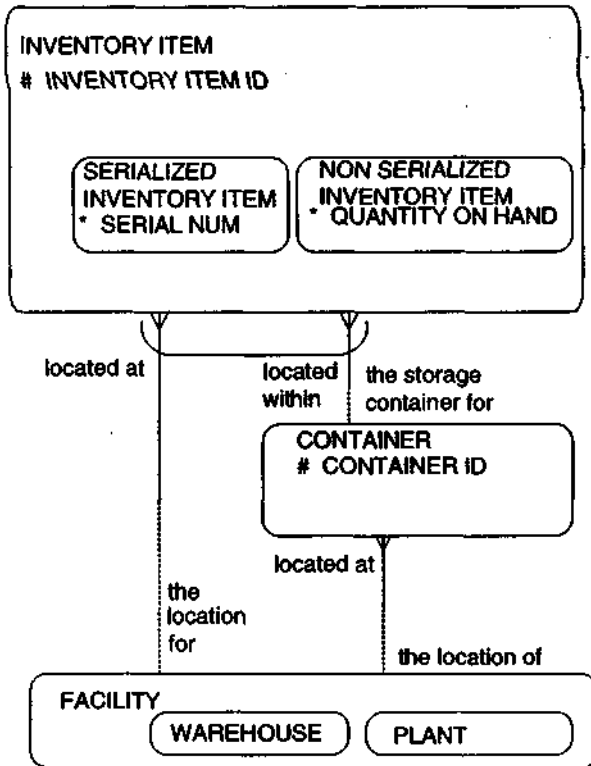 INVENTORY ITEM
# INVENTORY ITEM ID
SERIALIZED
INVENTORY ITEM
* SERIAL NUM
NON SERIALIZED
INVENTORY ITEM
* QUANTITY ON HAND
located at
located
within
the storage
container for
CONTAINER
# CONTAINER ID
located at
the
location
for
the location of
FACILITY
WAREHOUSE
PLANT